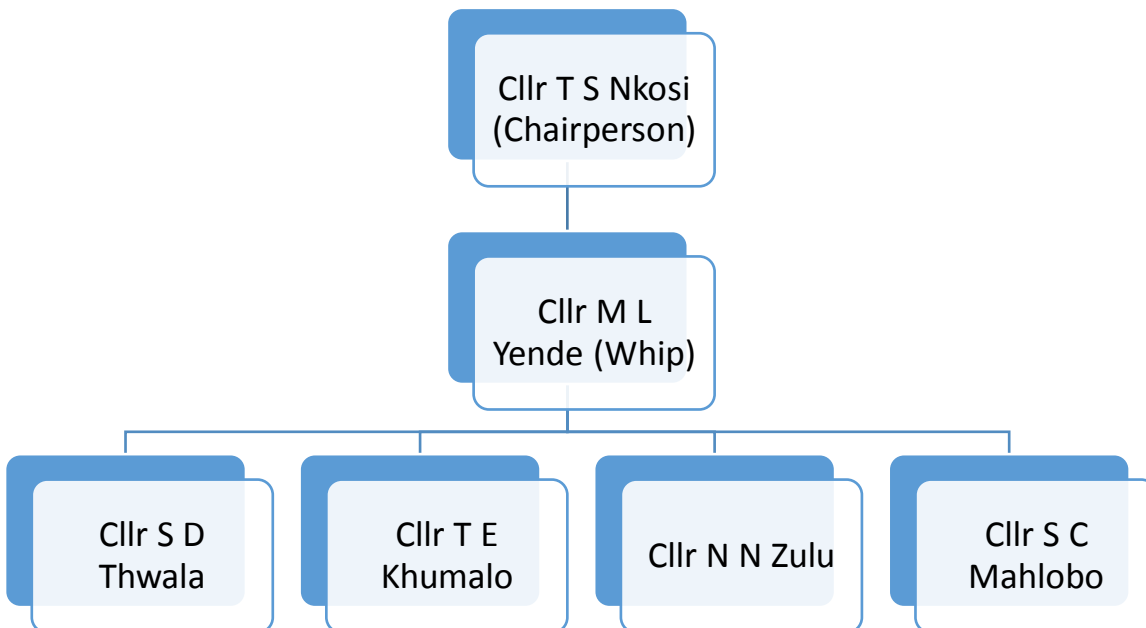 Cllr T S Nkosi
(Chairperson)
Cllr M L
Yende (Whip)
Cllr S D
Thwala
Cllr T E
Khumalo
Cllr N N Zulu
Cllr S C
Mahlobo